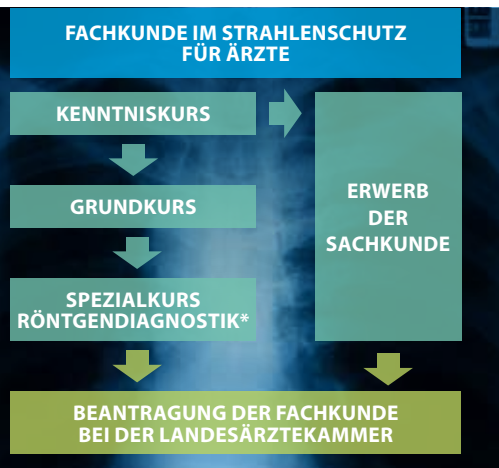 FACHKUNDE IM STRAHLENSCHUTZ
FÜR ÄRZTE
KENNTNISKURS
GRUNDKURS
SPEZIALKURS
RÖNTGENDIAGNOSTIK*
ERWERB
DER
SACHKUNDE
BEANTRAGUNG DER FACHKUNDE
BEI DER LANDESÄRZTEKAMMER